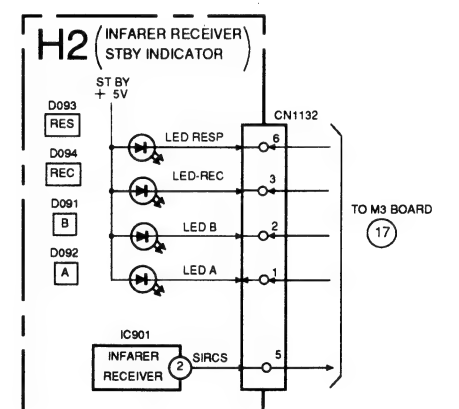 H2 (INFARER RECEIVER
STBY INDICATOR)
ST BY
+ 5V
D093
RES
CN1132
LED RESP
6
D094
REC
LED-REC
3
D091
B
LED B
2
TO M3 BOARD
17
D092
A
LED A
1
IC901
INFARER
RECEIVER
2
SIRCS
5